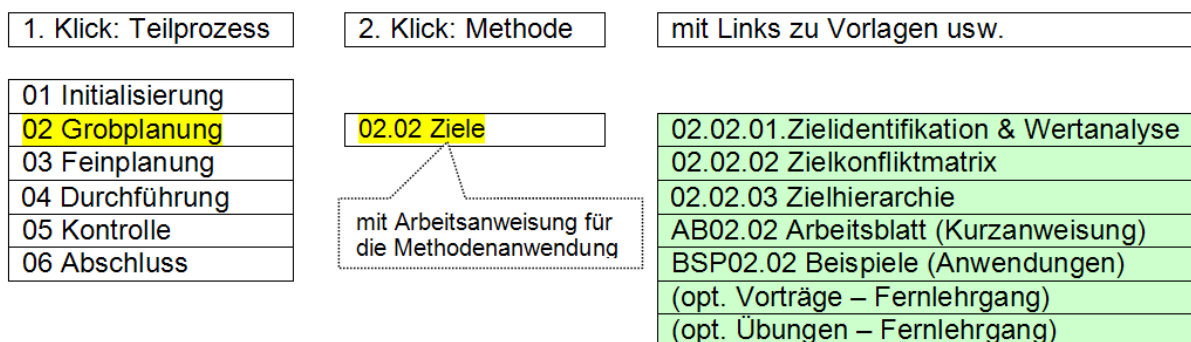 1. Klick: Teilprozess
2. Klick: Methode
mit Links zu Vorlagen usw.
01 Initialisierung
02 Grobplanung
03 Feinplanung
04 Durchführung
05 Kontrolle
06 Abschluss
02.02 Ziele
mit Arbeitsanweisung für
die Methodenanwendung
02.02.01.Zielidentifikation & Wertanalyse
02.02.02 Zielkonfliktmatrix
02.02.03 Zielhierarchie
AB02.02 Arbeitsblatt (Kurzanweisung)
BSP02.02 Beispiele (Anwendungen)
(opt. Vorträge – Fernlehrgang)
(opt. Übungen – Fernlehrgang)